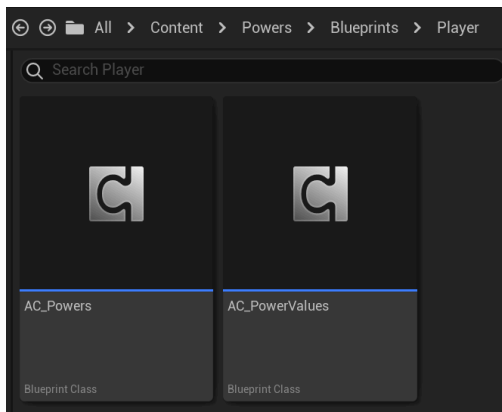 All > Content > Powers > Blueprints > Player
Search Player
AC_Powers
AC_PowerValues
Blueprint Class
Blueprint Class